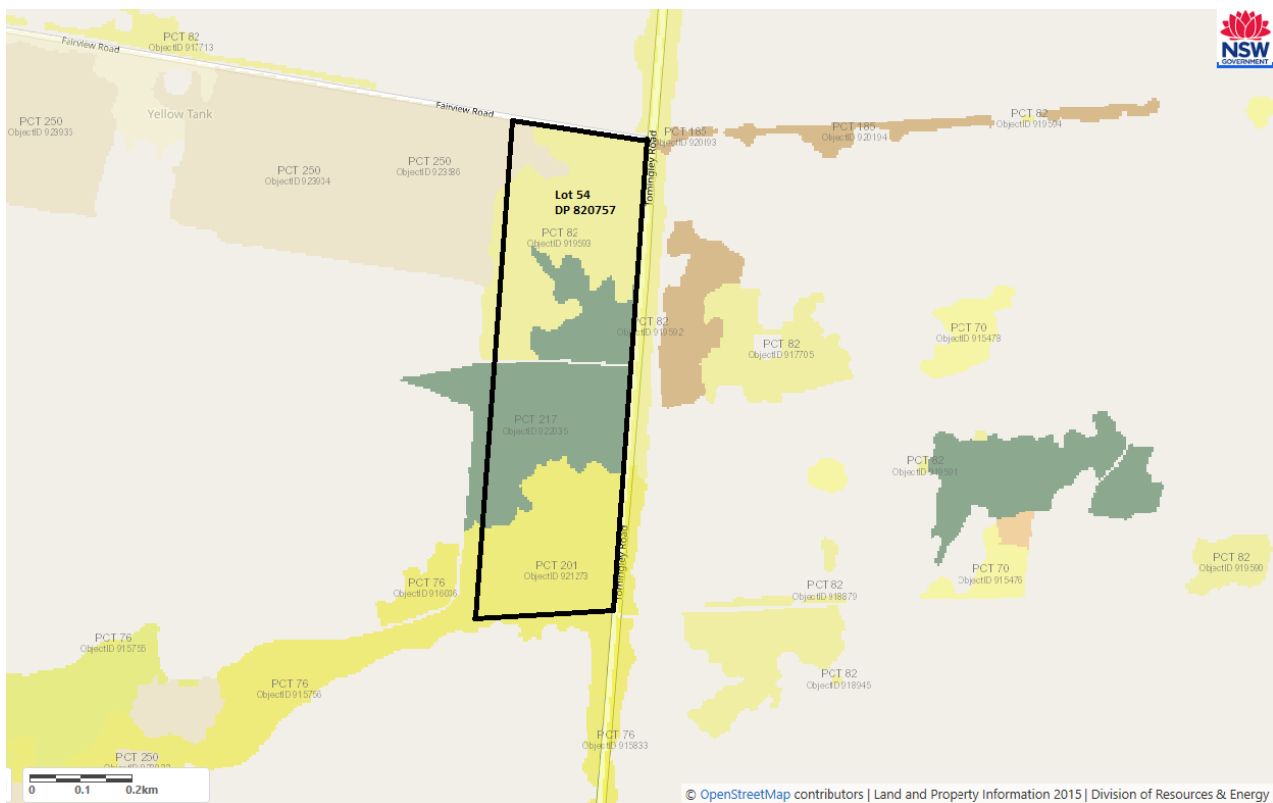 PCT 82
ObjectID 917713
Fairview Road
NSW
GOVERNMENT
Yellow Tank
PCT 250
ObjectID 923935
Fairview Road
PCT 82
ObjectID 919594
PCT 185
ObjectID 920193
PCT 185
ObjectID 920194
PCT 250
ObjectID 923934
PCT 250
ObjectID 923586
Tomingley Road
Lot 54
DP 820757
PCT 82
ObjectID 919593
PCT 82
ObjectID 919592
PCT 82
ObjectID 917705
PCT 70
ObjectID 915478
PCT 217
ObjectID 922035
PCT 82
ObjectID 919591
PCT 201
ObjectID 921273
Tomingley Road
PCT 76
ObjectID 916036
PCT 82
ObjectID 918879
PCT 70
ObjectID 915476
PCT 82
ObjectID 919590
PCT 76
ObjectID 915755
PCT 76
ObjectID 915756
PCT 82
ObjectID 918945
PCT 76
ObjectID 915833
PCT 250
0 0.1 0.2km
© OpenStreetMap contributors | Land and Property Information 2015 | Division of Resources & Energy